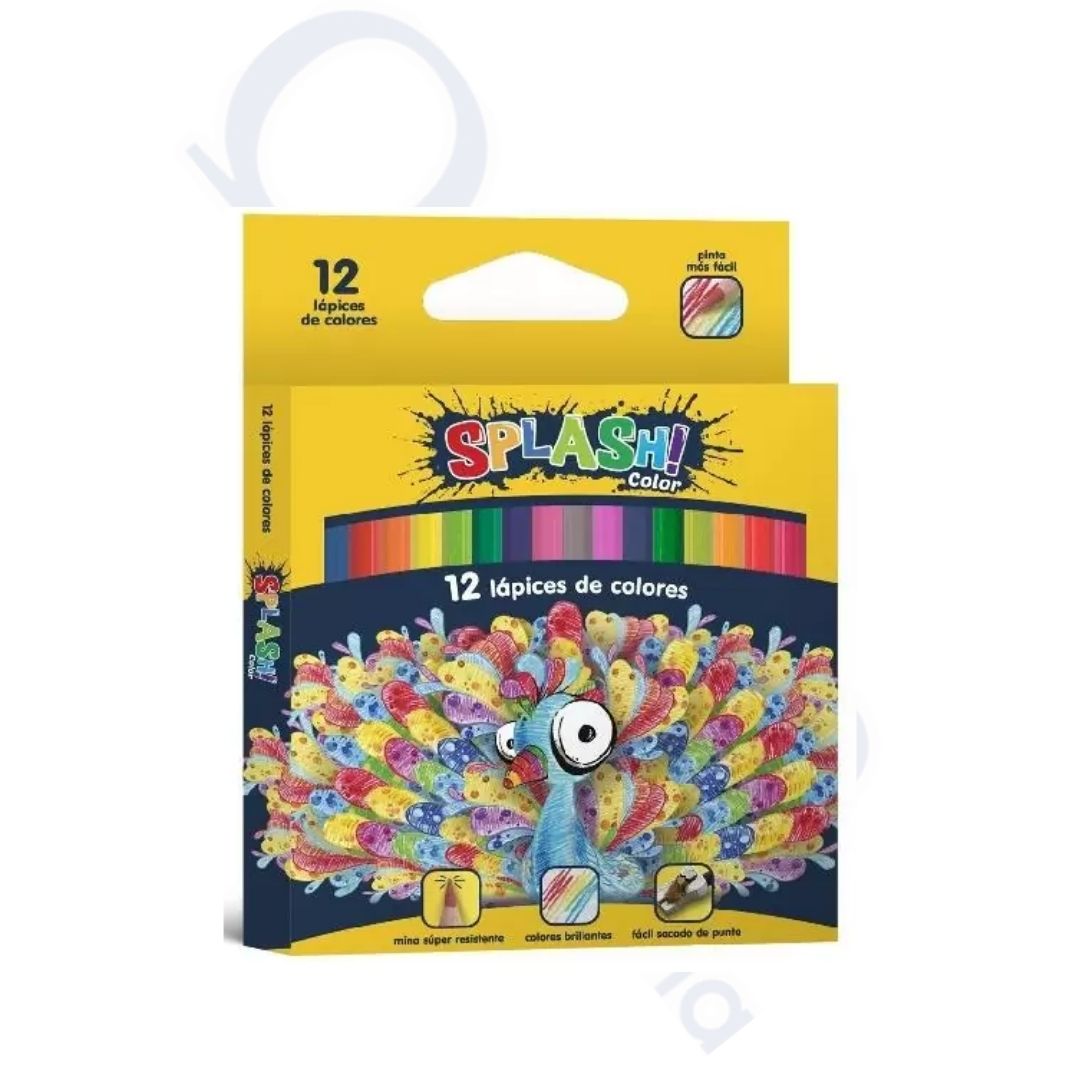 12
lápices
de colores
pinta
más fácil
SPLASH!
Color
12 lápices de colores
12 lápices de colores
SPLASH!
Color
mina súper resistente
colores brillantes
fácil sacado de punta
a